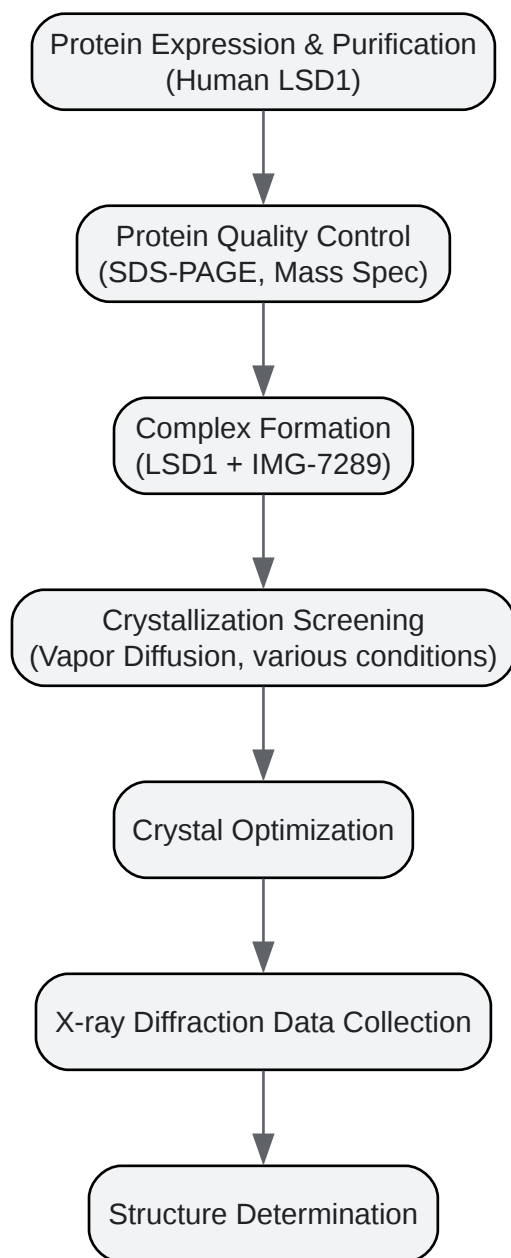 Protein Expression & Purification
(Human LSD1)
Protein Quality Control
(SDS-PAGE, Mass Spec)
Complex Formation
(LSD1 + IMG-7289)
Crystallization Screening
(Vapor Diffusion, various conditions)
Crystal Optimization
X-ray Diffraction Data Collection
Structure Determination